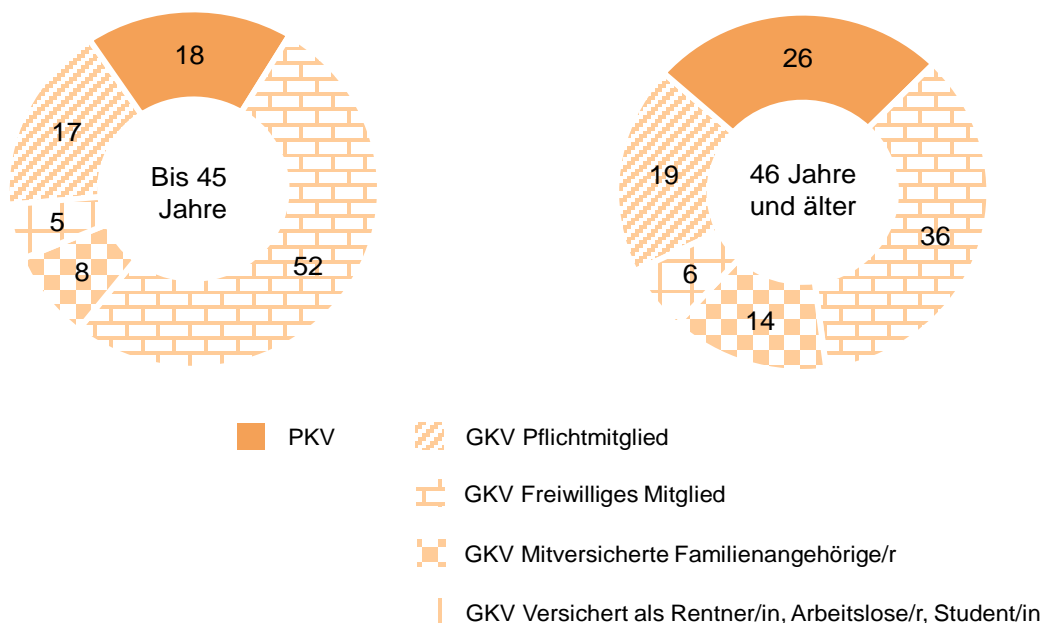 18
17
5
8
52
Bis 45
Jahre
26
19
6
14
36
46 Jahre
und älter
PKV
GKV Pflichtmitglied
GKV Freiwilliges Mitglied
GKV Mitversicherte Familienangehörige/r
GKV Versichert als Rentner/in, Arbeitslose/r, Student/in